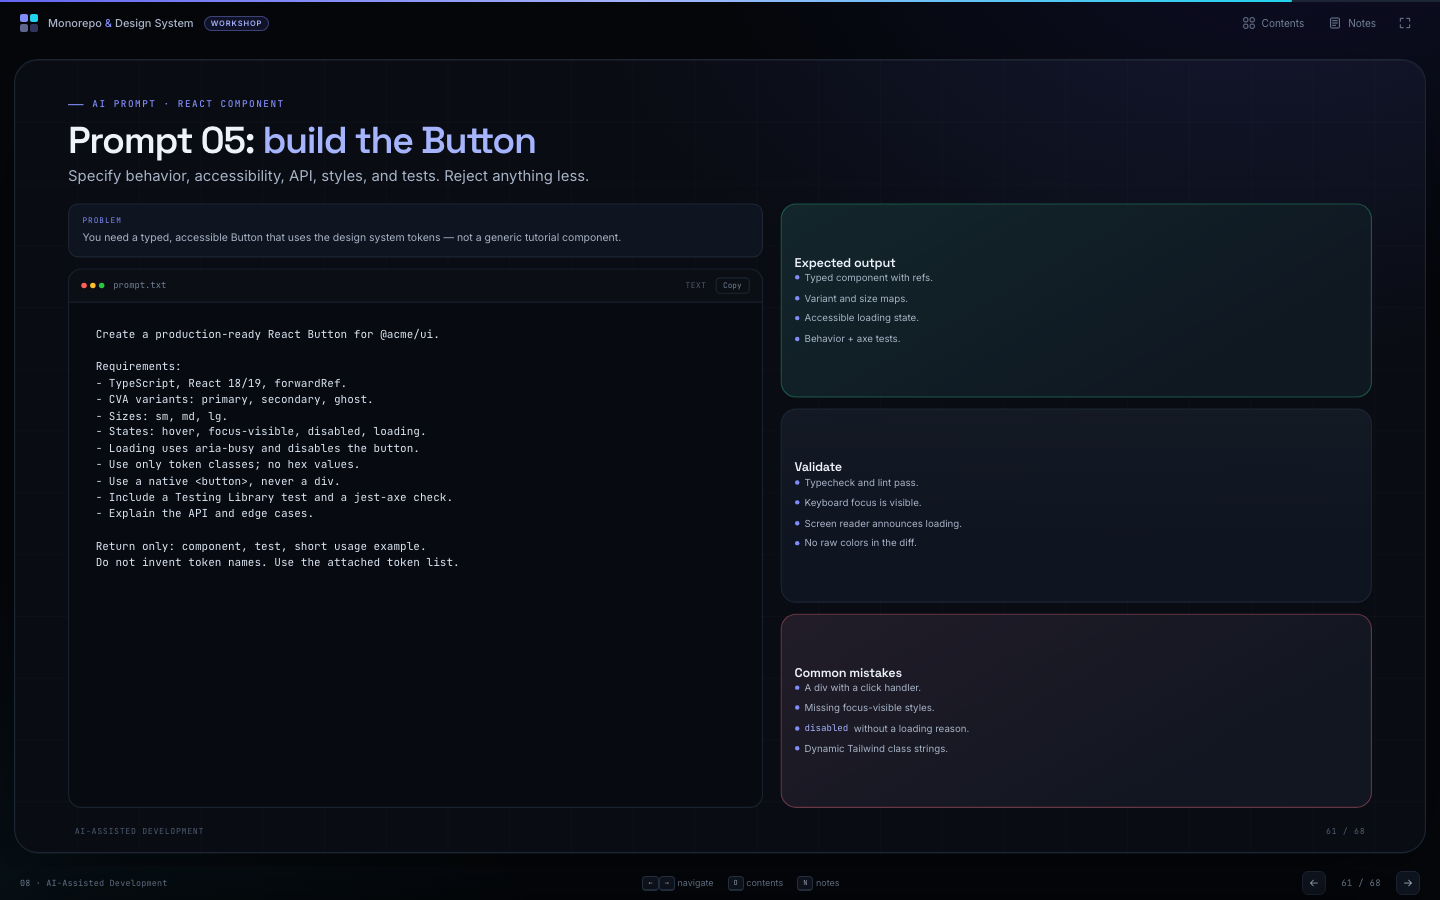 Monorepo & Design System
WORKSHOP
Contents
Notes
AI PROMPT · REACT COMPONENT
Prompt 05: build the Button
Specify behavior, accessibility, API, styles, and tests. Reject anything less.
PROBLEM
You need a typed, accessible Button that uses the design system tokens — not a generic tutorial component.
prompt.txt
TEXT
Copy
Create a production-ready React Button for @acme/ui.
Requirements:
- TypeScript, React 18/19, forwardRef.
- CVA variants: primary, secondary, ghost.
- Sizes: sm, md, lg.
- States: hover, focus-visible, disabled, loading.
- Loading uses aria-busy and disables the button.
- Use only token classes; no hex values.
- Use a native <button>, never a div.
- Include a Testing Library test and a jest-axe check.
- Explain the API and edge cases.
Return only: component, test, short usage example.
Do not invent token names. Use the attached token list.
Expected output
Typed component with refs.
Variant and size maps.
Accessible loading state.
Behavior + axe tests.
Validate
Typecheck and lint pass.
Keyboard focus is visible.
Screen reader announces loading.
No raw colors in the diff.
Common mistakes
A div with a click handler.
Missing focus-visible styles.
disabled without a loading reason.
Dynamic Tailwind class strings.
AI-ASSISTED DEVELOPMENT
61 / 68
08 · AI-Assisted Development
← → navigate
O contents
N notes
← 61 / 68 →